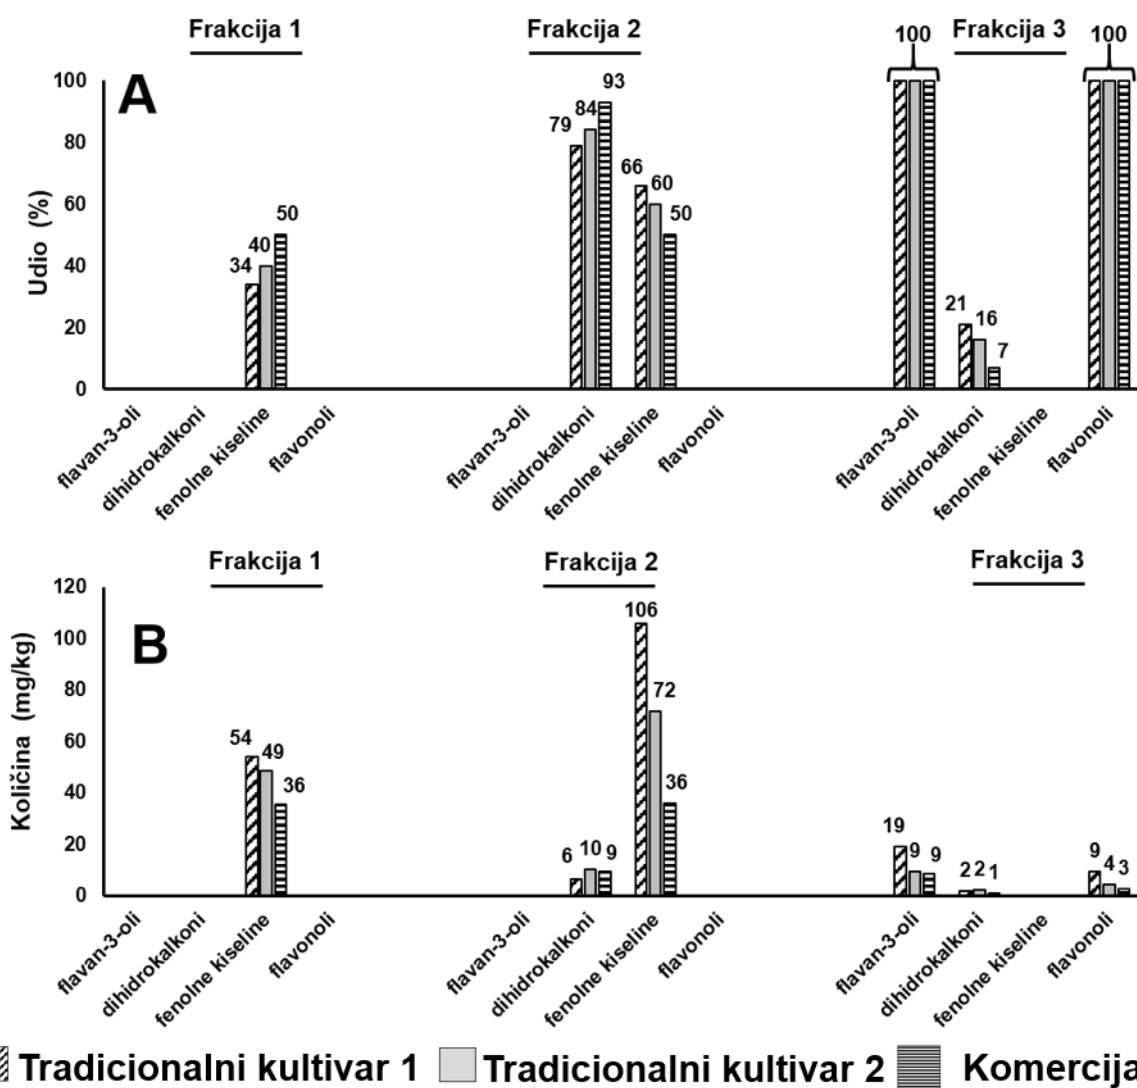 Frakcija 1 Frakcija 2 Frakcija 3
A
Udio (%)
100
80
60
40
20
0
34 40 50
79 84 93
66 60 50
100
21 16 7
100
flavan-3-oli dihidrokalkoni fenolne kiseline flavonoli
flavan-3-oli dihidrokalkoni fenolne kiseline flavonoli
flavan-3-oli dihidrokalkoni fenolne kiseline flavonoli
Frakcija 1 Frakcija 2 Frakcija 3
B
Količina (mg/kg)
120
100
80
60
40
20
0
54 49 36
6 10 9
106 72 36
19 9 9
2 2 1
9 4 3
flavan-3-oli dihidrokalkoni fenolne kiseline flavonoli
flavan-3-oli dihidrokalkoni fenolne kiseline flavonoli
flavan-3-oli dihidrokalkoni fenolne kiseline flavonoli
Tradicionalni kultivar 1 Tradicionalni kultivar 2 Komercija